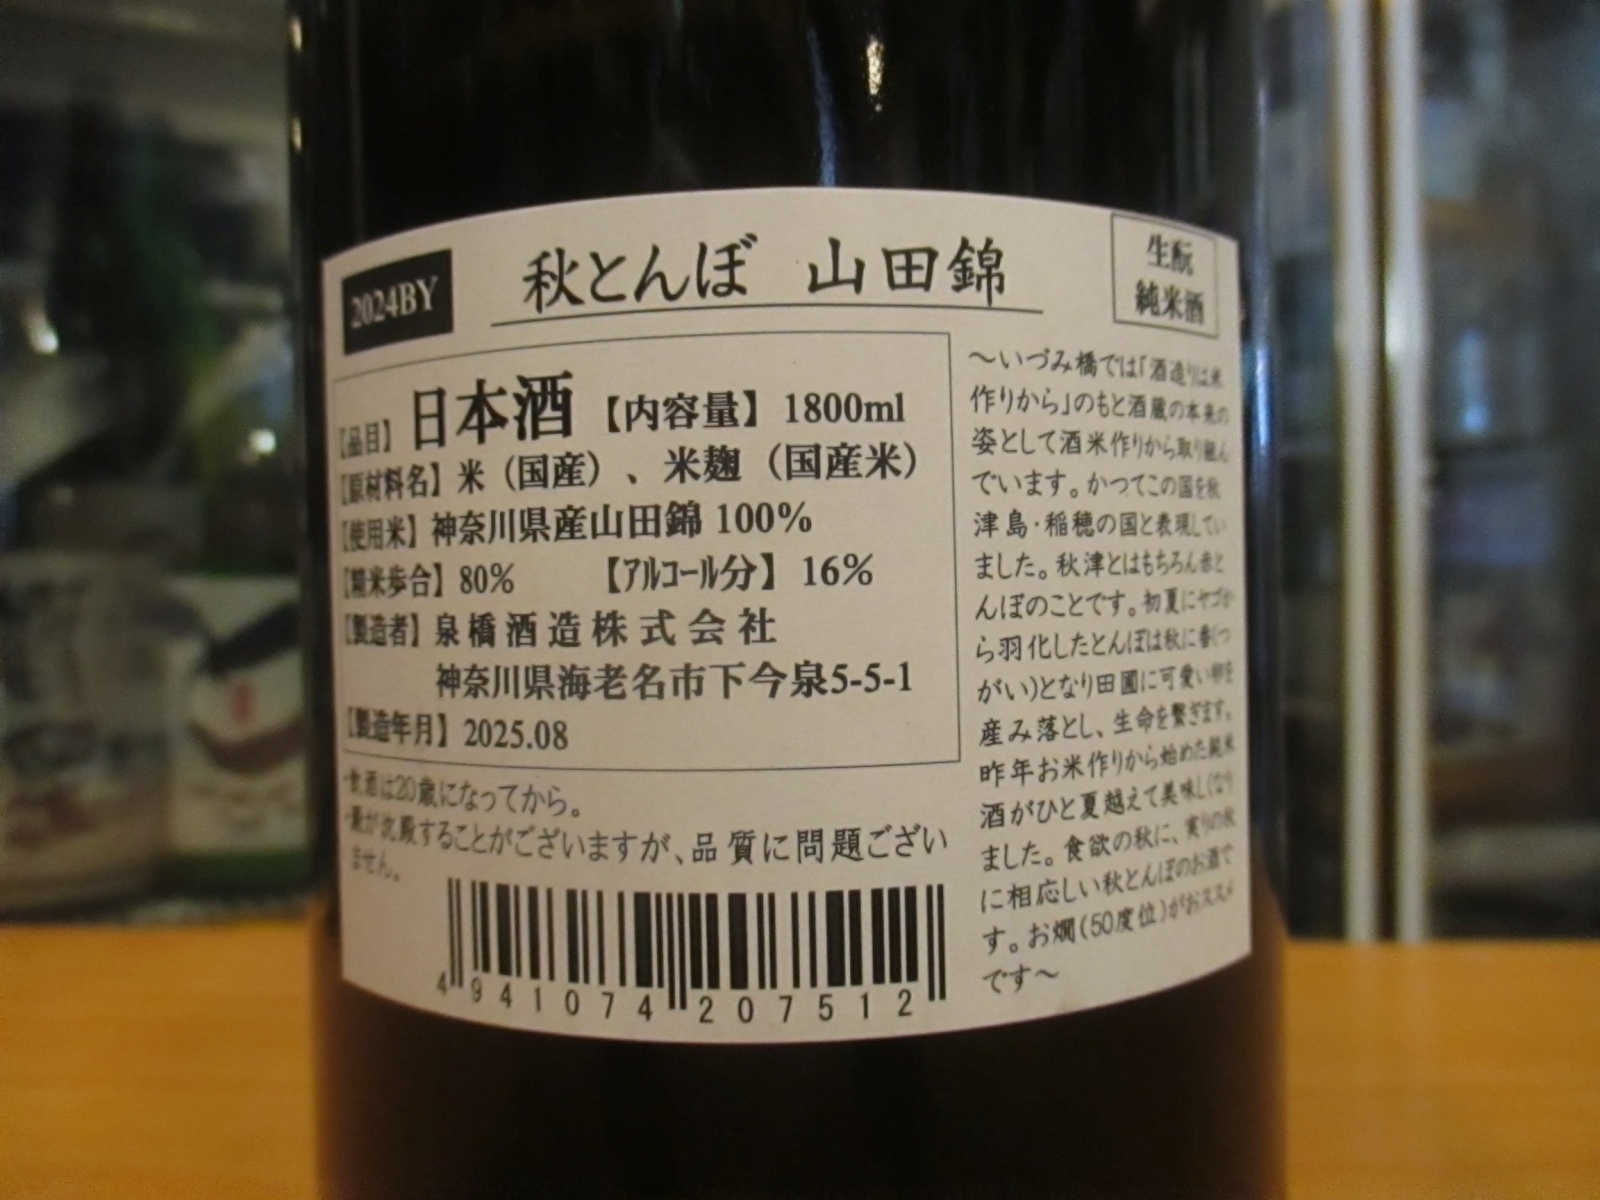 2024BY
秋とんぼ 山田錦
生酛
純米酒
【品目】日本酒【内容量】1800ml
【原材料名】米（国産）、米麹（国産米）
【使用米】神奈川県産山田錦 100%
【精米歩合】80% 【アルコール分】16%
【製造者】泉橋酒造株式会社
神奈川県海老名市下今泉5-5-1
【製造年月】2025.08
・飲酒は20歳になってから。
・澱が沈殿することがございますが、品質に問題ござい
ません。
4 941074 207512
〜いづみ橋では「酒造りは米
作りから」のもと酒蔵の本来の
姿として酒米作りから取り組ん
でいます。かつてこの国を秋
津島・稲穂の国と表現してい
ました。秋津とはもちろん赤と
んぼのことです。初夏にヤゴか
ら羽化したとんぼは秋に番(つ
がい)となり田圃に可愛い卵を
産み落とし、生命を繋ぎます。
昨年お米作りから始めた純米
酒がひと夏越えて美味しくなり
ました。食欲の秋に、実りの秋
に相応しい秋とんぼのお酒で
す。お燗(50度位)がおススメ
です〜